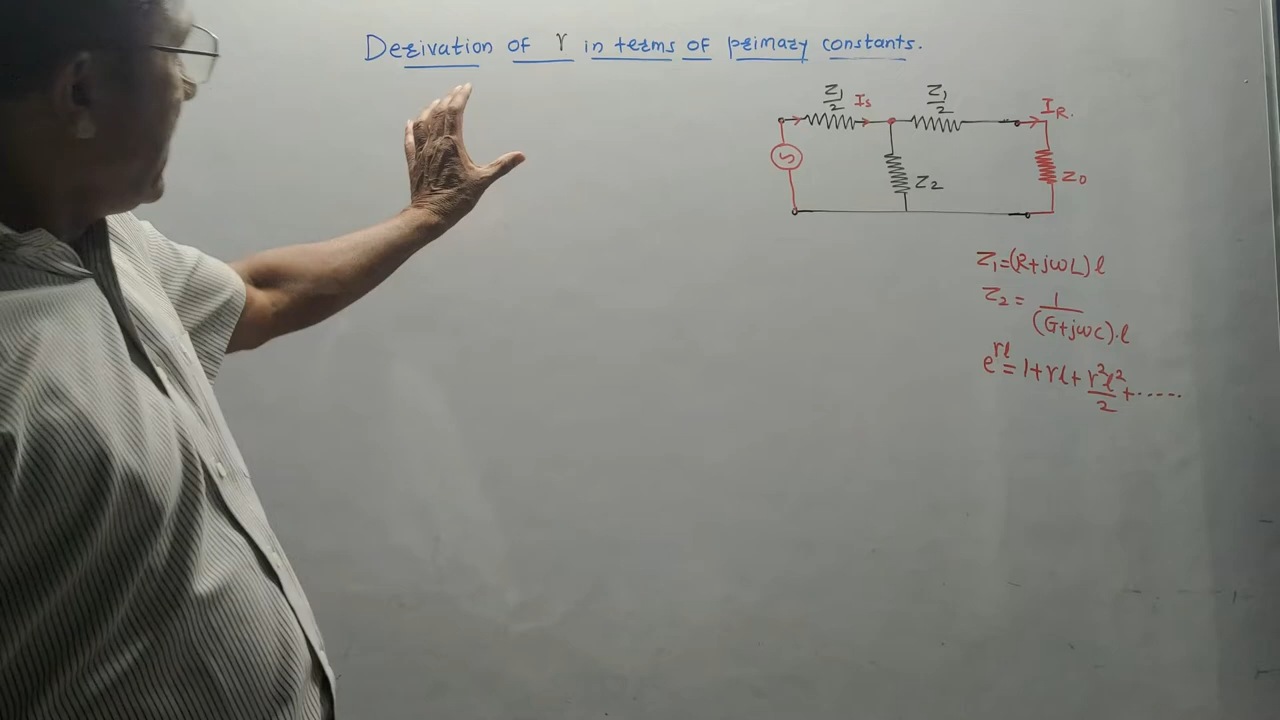 Derivation of γ in terms of primary constants.
Z₁/2 I_S Z₁/2 I_R.
Z₂ Z₀
Z₁=(R+jωL)l
Z₂ = 1/(G+jωC).l
e^γl = 1+γl+γ²l²/2+......